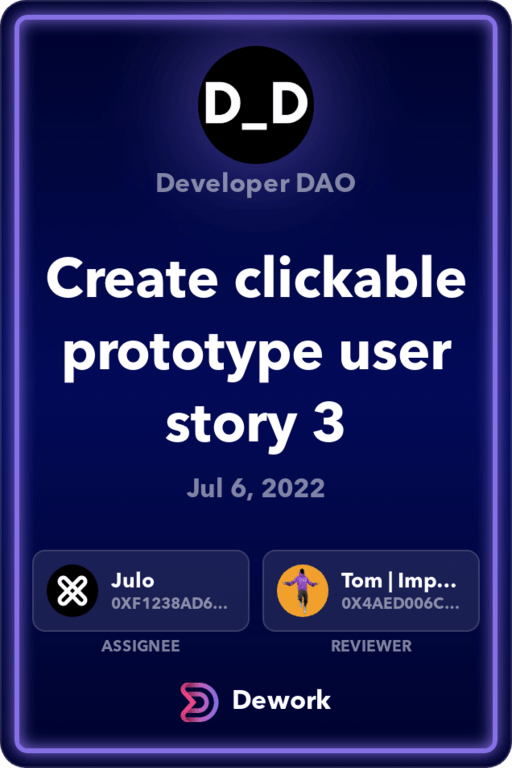 D_D
Developer DAO
Create clickable
prototype user
story 3
Jul 6, 2022
Julo
0XF1238AD6...
ASSIGNEE
Tom | Imp...
0X4AED006C...
REVIEWER
Dework